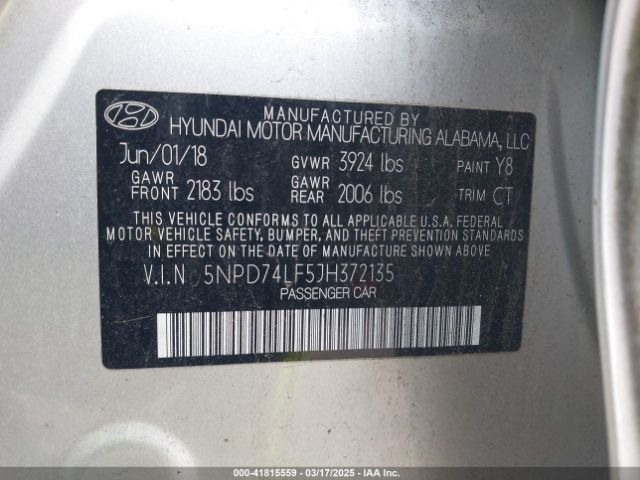 MANUFACTURED BY
HYUNDAI MOTOR MANUFACTURING ALABAMA, LLC
Jun/01/18 GVWR 3924 lbs PAINT Y8
GAWR FRONT 2183 lbs GAWR REAR 2006 lbs TRIM CT
THIS VEHICLE CONFORMS TO ALL APPLICABLE U.S.A. FEDERAL
MOTOR VEHICLE SAFETY, BUMPER, AND THEFT PREVENTION STANDARDS
IN EFFECT ON THE DATE OF MANUFACTURE SHOWN ABOVE.
V.I.N 5NPD74LF5JH372135
PASSENGER CAR
000-41815559 — 03/17/2025 — IAA Inc.